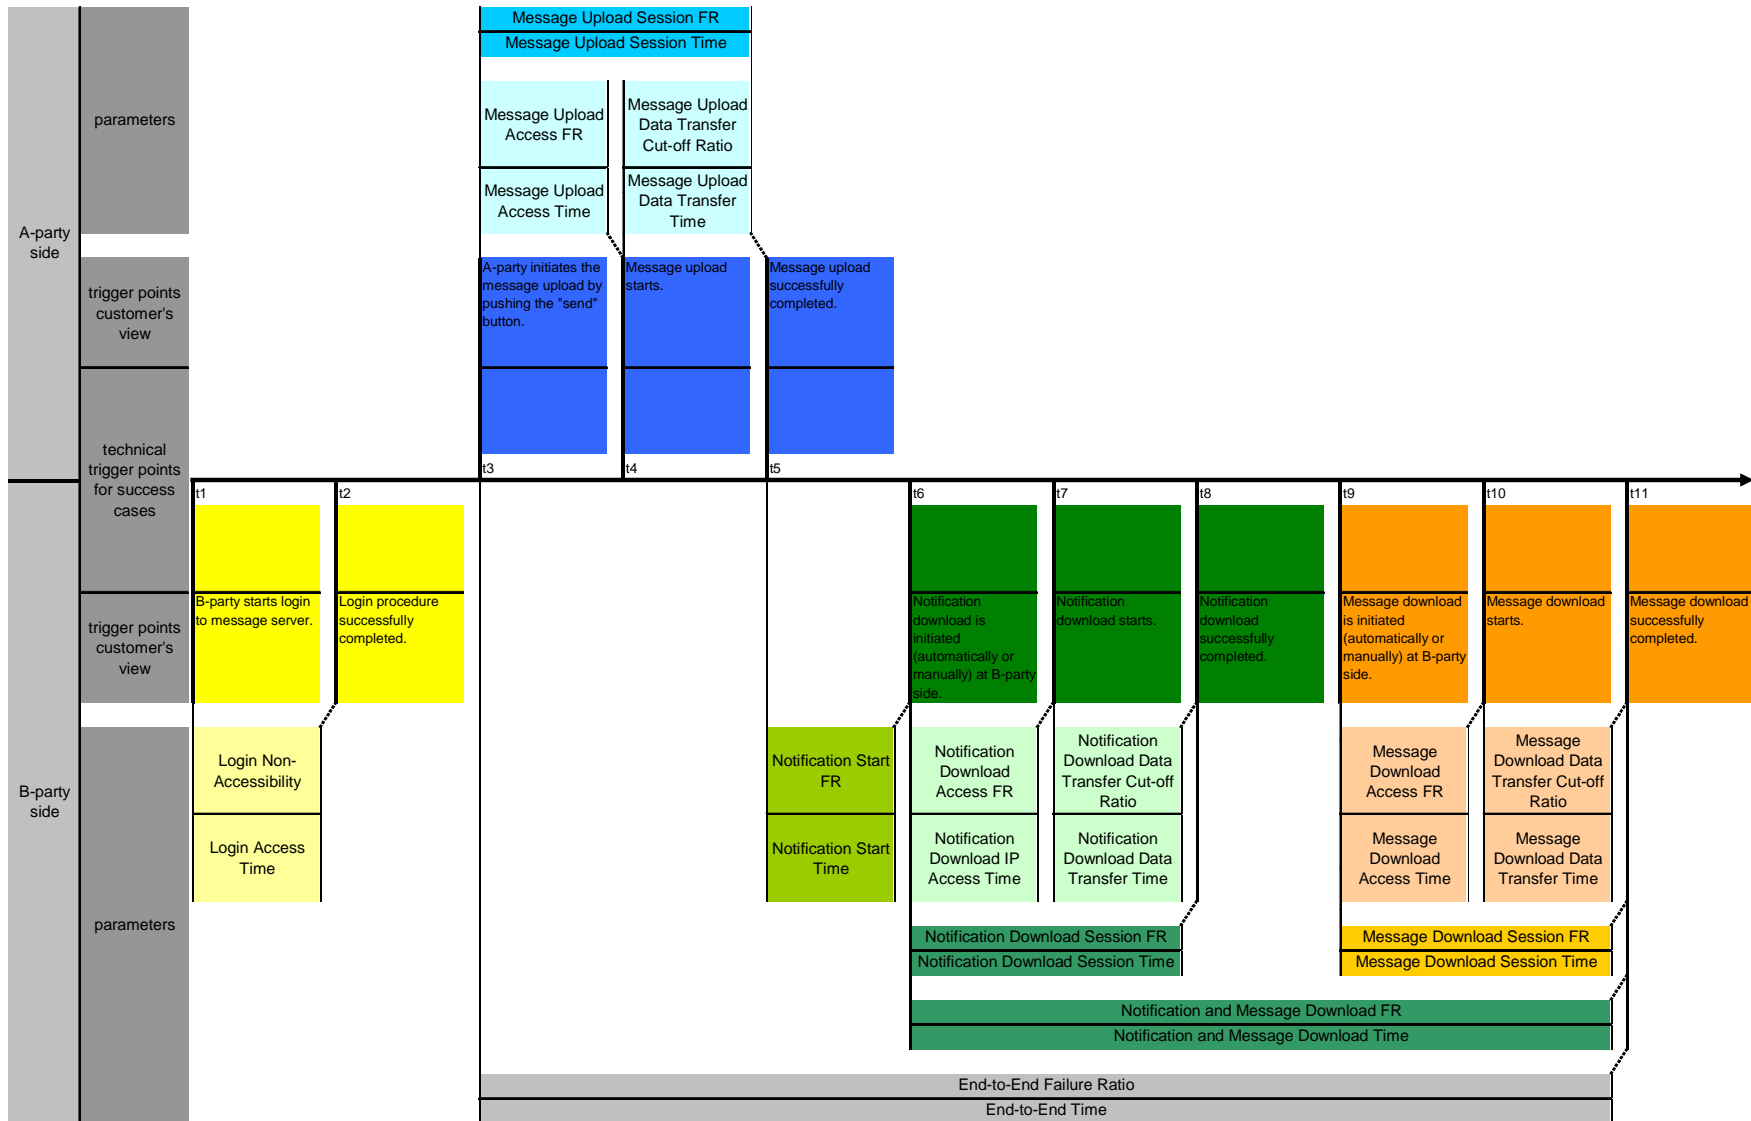 Message Upload Session FR
Message Upload Session Time
parameters
Message Upload
Access FR
Message Upload
Data Transfer
Cut-off Ratio
Message Upload
Access Time
Message Upload
Data Transfer
Time
A-party
side
trigger points
customer's
view
A-party initiates the
message upload by
pushing the "send"
button.
Message upload
starts.
Message upload
successfully
completed.
technical
trigger points
for success
cases
t3
t4
t5
t1
t2
t6
t7
t8
t9
t10
t11
trigger points
customer's
view
B-party starts login
to message server.
Login procedure
successfully
completed.
Notification
download is
initiated
(automatically or
manually) at B-party
side.
Notification
download starts.
Notification
download
successfully
completed.
Message download
is initiated
(automatically or
manually) at B-party
side.
Message download
starts.
Message download
successfully
completed.
B-party
side
parameters
Login Non-
Accessibility
Login Access
Time
Notification Start
FR
Notification Start
Time
Notification
Download
Access FR
Notification
Download IP
Access Time
Notification
Download Data
Transfer Cut-off
Ratio
Notification
Download Data
Transfer Time
Message
Download
Access FR
Message
Download
Access Time
Message
Download Data
Transfer Cut-off
Ratio
Message
Download Data
Transfer Time
Notification Download Session FR
Notification Download Session Time
Message Download Session FR
Message Download Session Time
Notification and Message Download FR
Notification and Message Download Time
End-to-End Failure Ratio
End-to-End Time